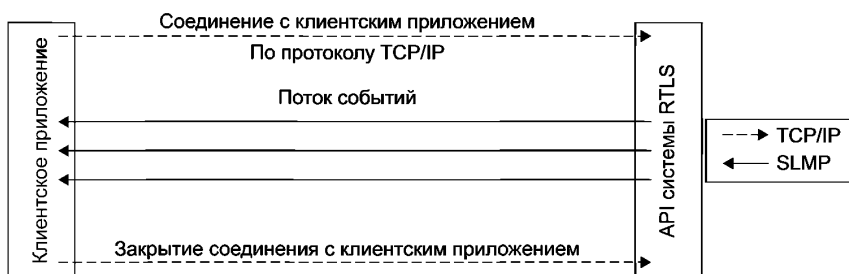 Соединение с клиентским приложением
По протоколу TCP/IP
Поток событий
Клиентское приложение
API системы RTLS
TCP/IP
SLMP
Закрытие соединения с клиентским приложением